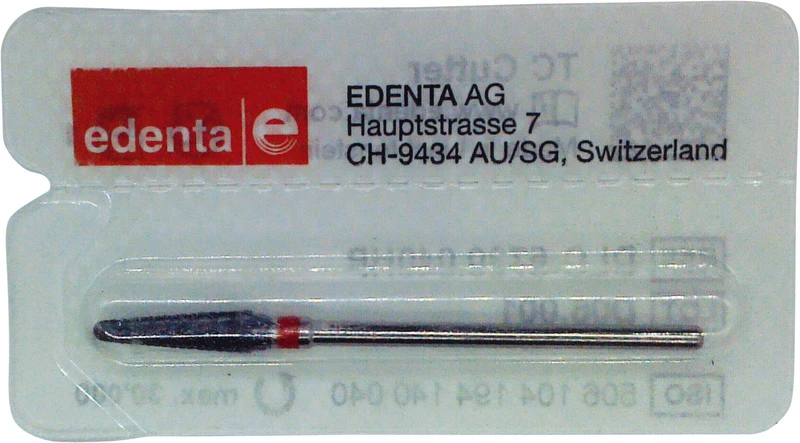 edenta e
EDENTA AG
Hauptstrasse 7
CH-9434 AU/SG, Switzerland
TC Cutter
506 104 194 140 040
ISO
max. 30'000